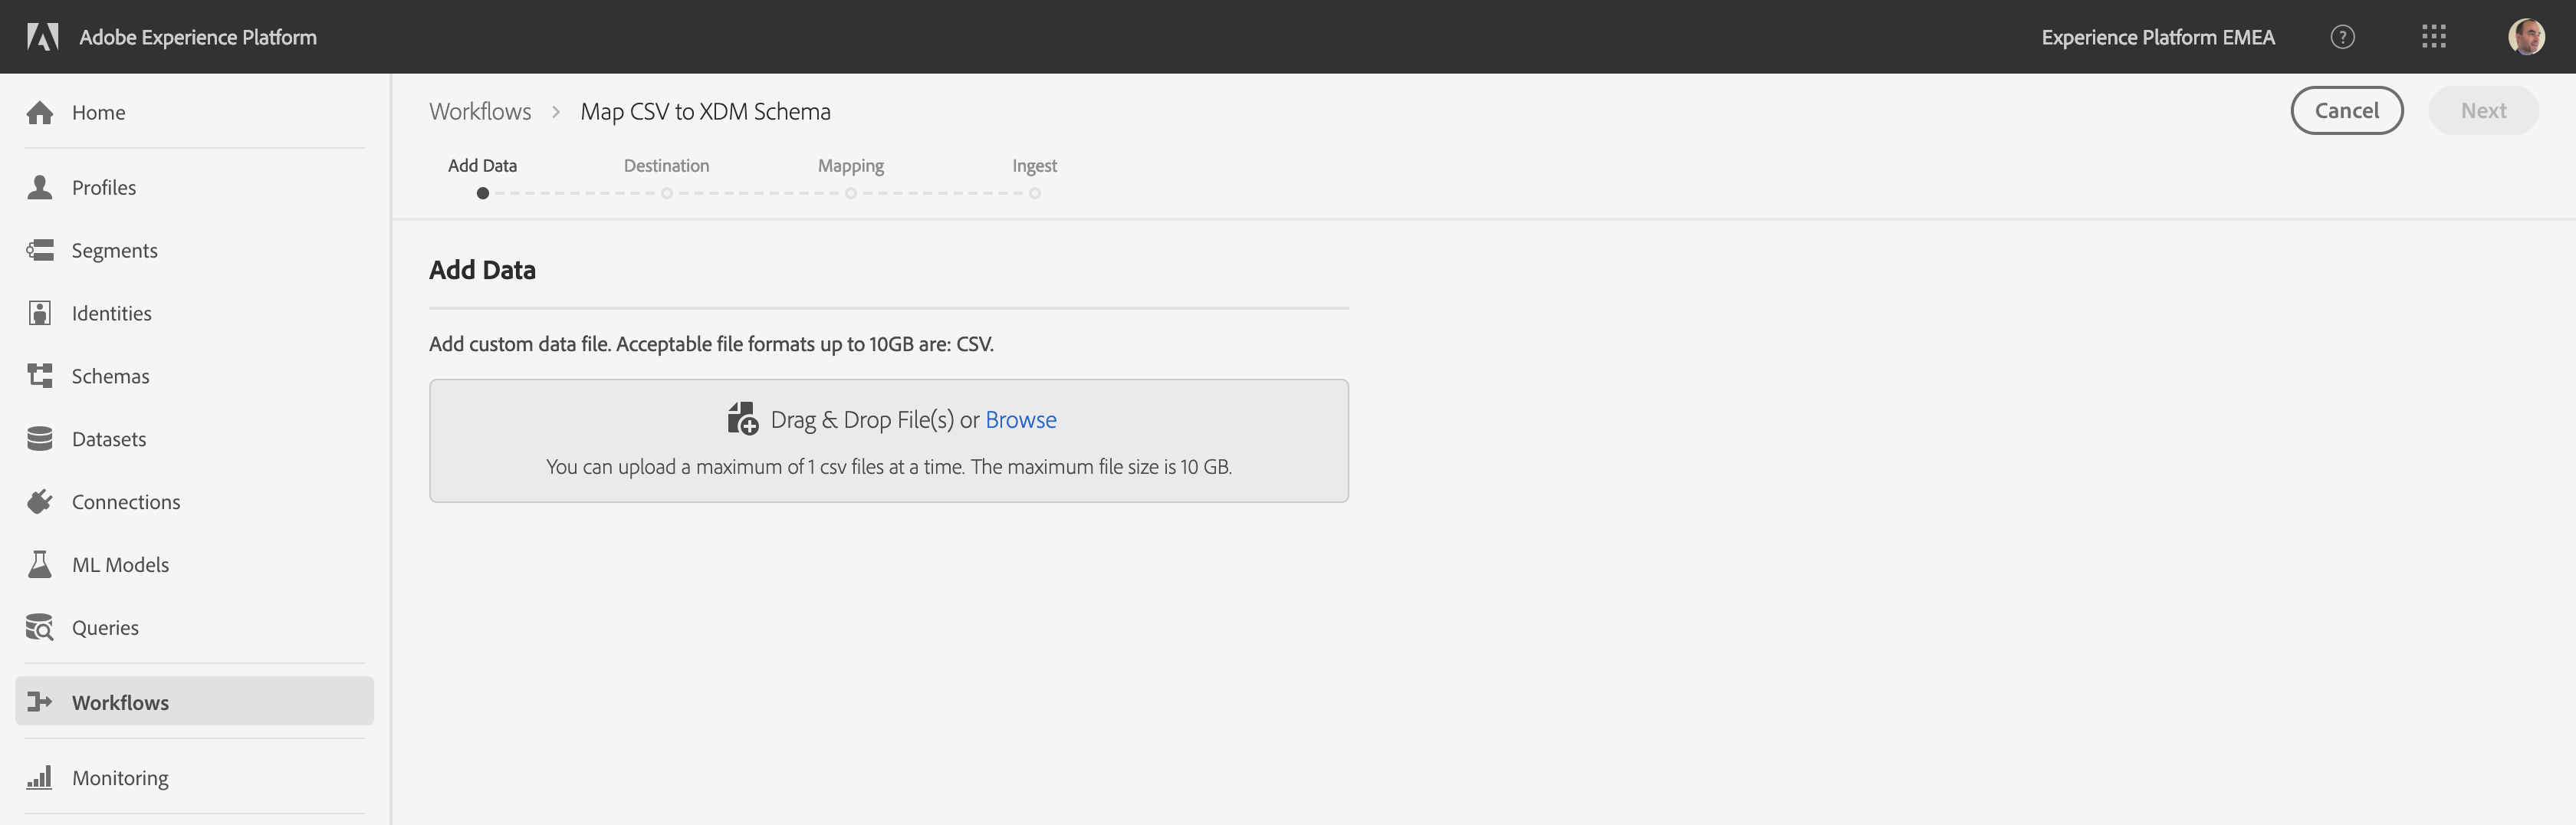 Adobe Experience Platform
Experience Platform EMEA
?
Home
Profiles
Segments
Identities
Schemas
Datasets
Connections
ML Models
Queries
Workflows
Monitoring
Workflows > Map CSV to XDM Schema
Cancel
Next
Add Data
Destination
Mapping
Ingest
Add Data
Add custom data file. Acceptable file formats up to 10GB are: CSV.
Drag & Drop File(s) or Browse
You can upload a maximum of 1 csv files at a time. The maximum file size is 10 GB.